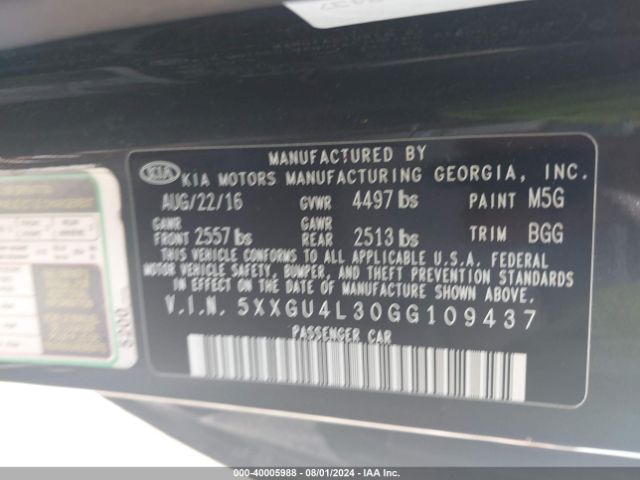 MANUFACTURED BY
KIA KIA MOTORS MANUFACTURING GEORGIA, INC.
AUG/22/16 GVWR 4497 lbs PAINT M5G
GAWR FRONT 2557 lbs GAWR REAR 2513 lbs TRIM BGG
THIS VEHICLE CONFORMS TO ALL APPLICABLE U.S.A. FEDERAL
MOTOR VEHICLE SAFETY, BUMPER, AND THEFT PREVENTION STANDARDS
IN EFFECT ON THE DATE OF MANUFACTURE SHOWN ABOVE.
V.I.N. 5XXGU4L30GG109437
PASSENGER CAR
000-40005988 - 08/01/2024 - IAA Inc.